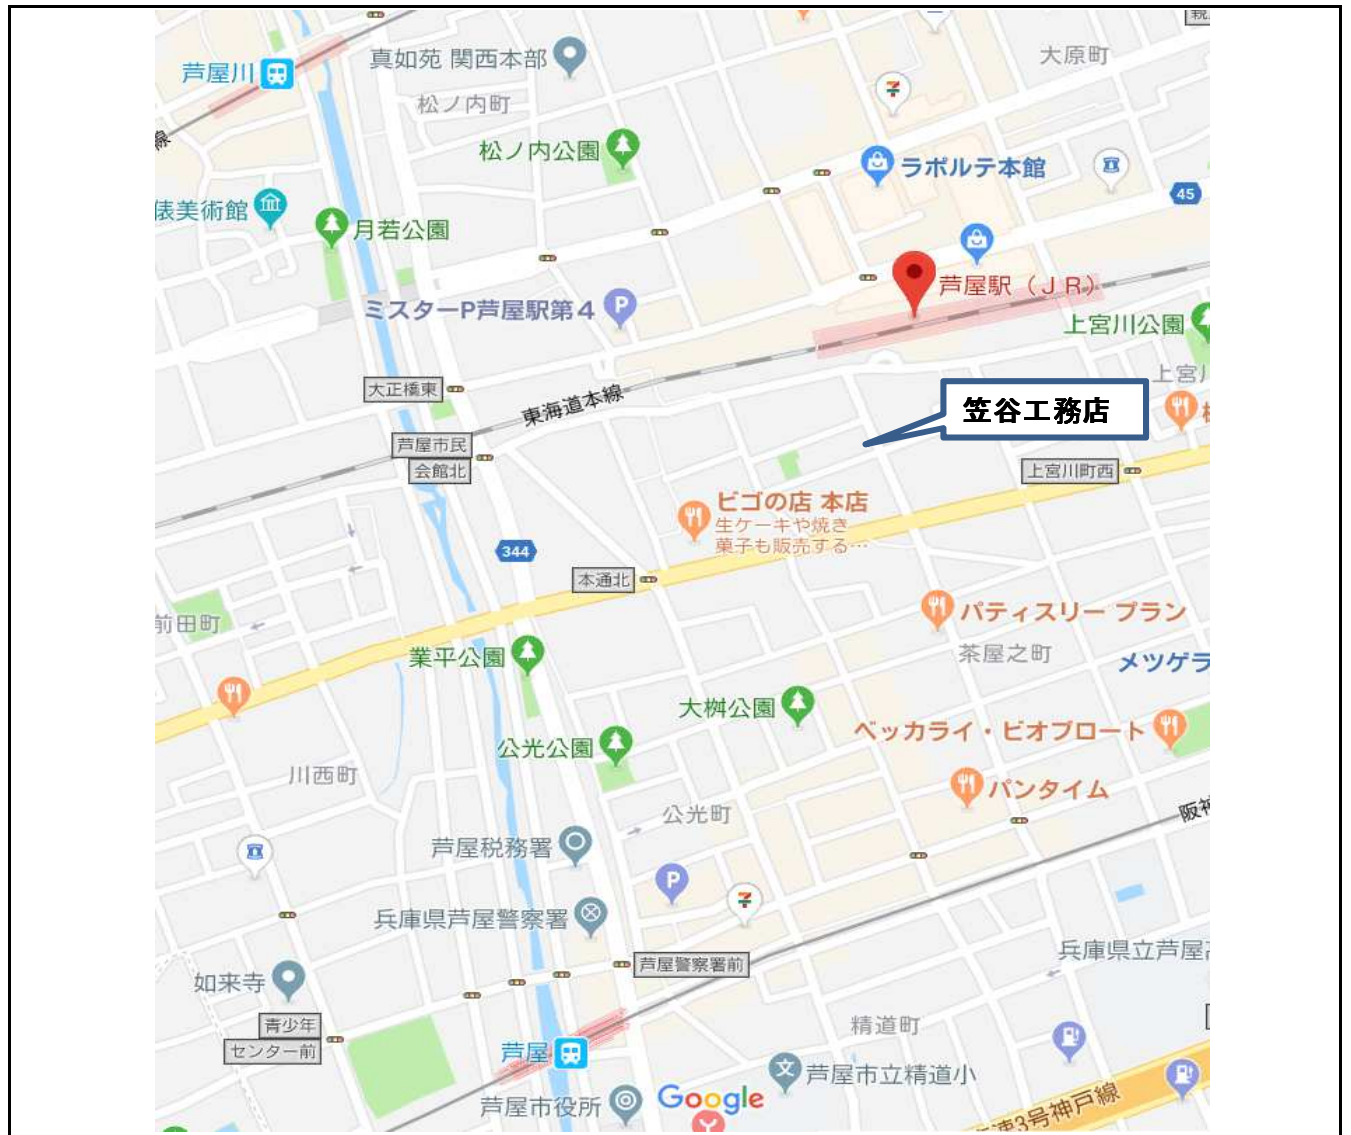 芦屋川
真如苑 関西本部
大原町
松ノ内町
松ノ内公園
ラポルテ本館
45
俵美術館
月若公園
芦屋駅（ＪＲ）
ミスターP芦屋駅第４
P
上宮川公園
大正橋東
上宮川
東海道本線
笠谷工務店
芦屋市民
会館北
上宮川町西
ビゴの店 本店
生ケーキや焼き
菓子も販売する…
344
本通北
前田町
パティスリー プラン
業平公園
茶屋之町
メツゲラ
大桝公園
ベッカライ・ビオブロート
公光公園
川西町
パンタイム
公光町
阪神
芦屋税務署
P
兵庫県芦屋警察署
兵庫県立芦屋高
芦屋警察署前
如来寺
青少年
センター前
精道町
芦屋
文
芦屋市立精道小
芦屋市役所
Google
速3号神戸線